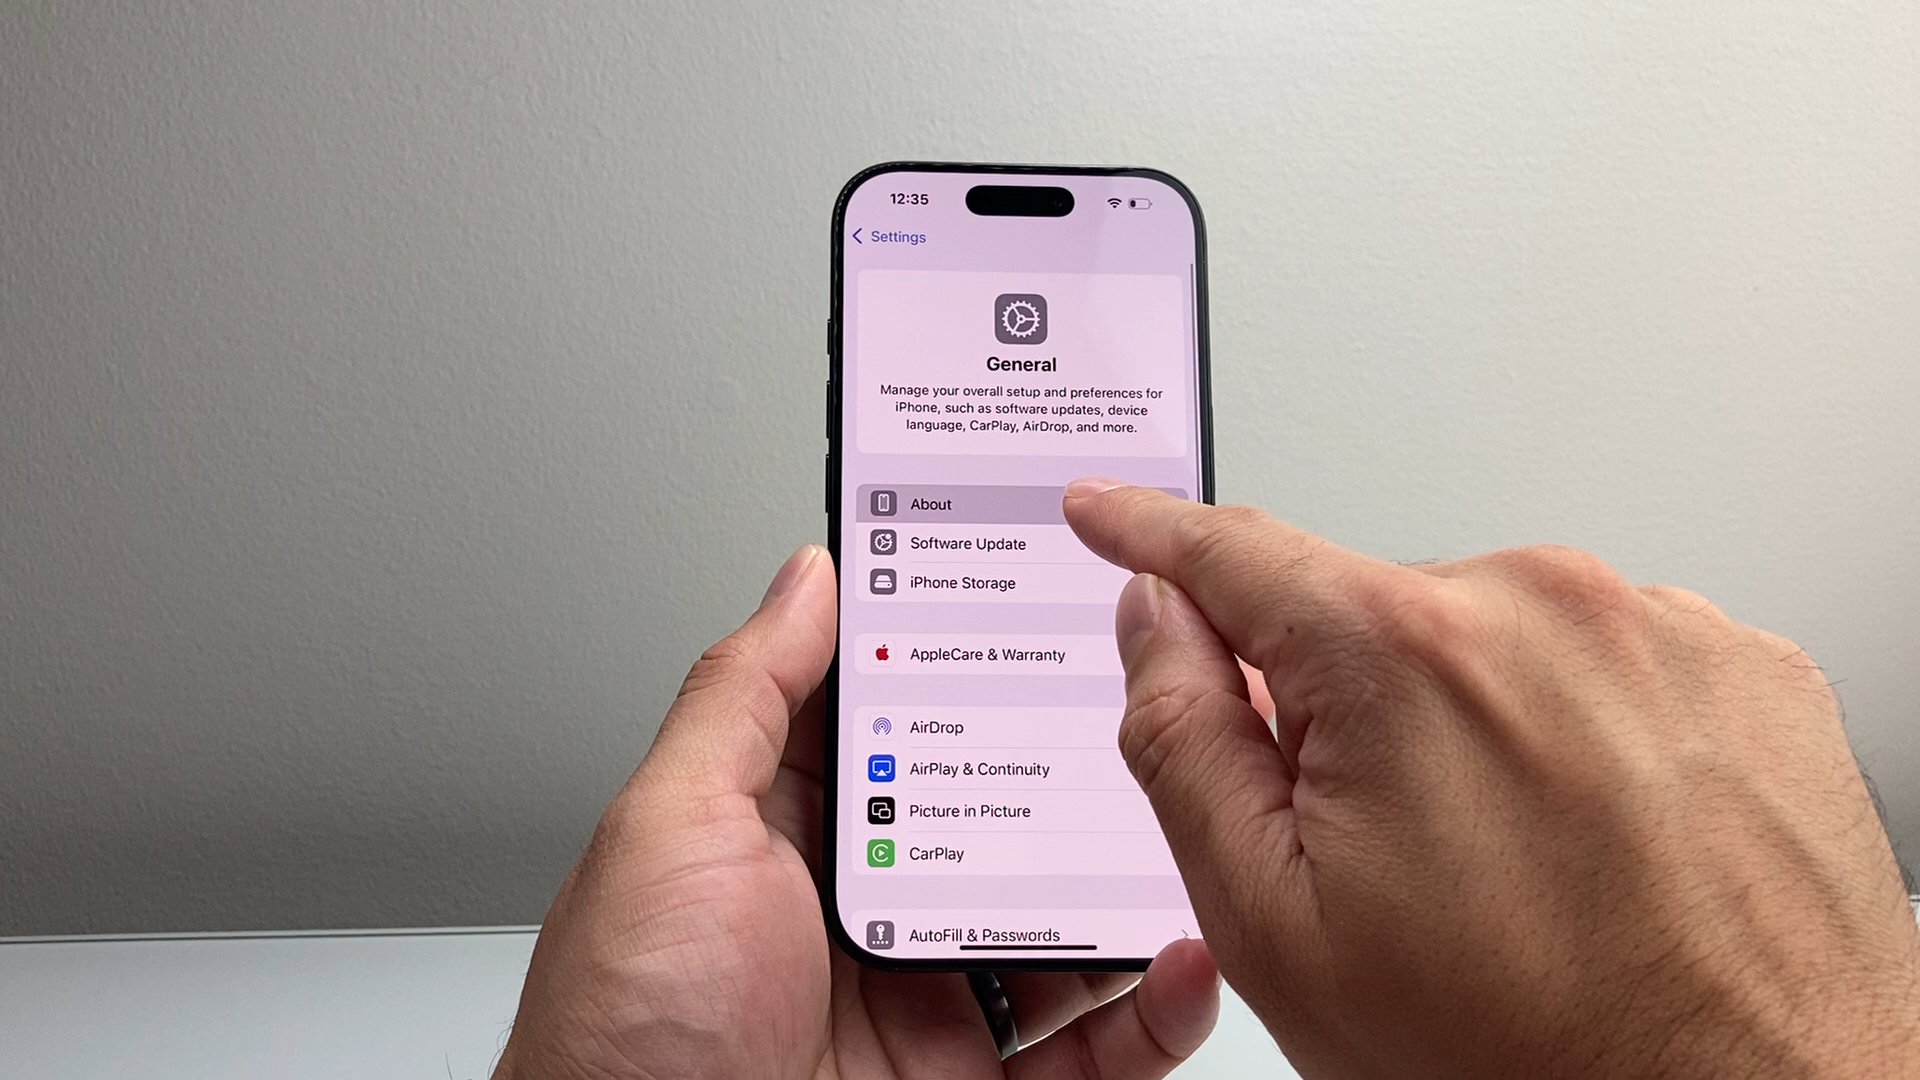 12:35
Settings
General
Manage your overall setup and preferences for
iPhone, such as software updates, device
language, CarPlay, AirDrop, and more.
About
Software Update
iPhone Storage
AppleCare & Warranty
AirDrop
AirPlay & Continuity
Picture in Picture
CarPlay
AutoFill & Passwords